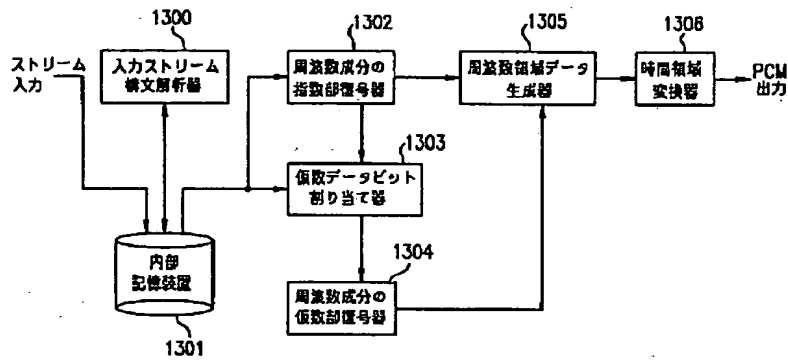 1300
1302
1305
1306
ストリーム
入力
入力ストリーム
構文解析器
周波数成分の
指数部復号器
周波数領域データ
生成器
時間領域
変換器
PCM
出力
1303
仮数データビット
割り当て器
内部
記憶装置
1301
1304
周波数成分の
仮数部復号器